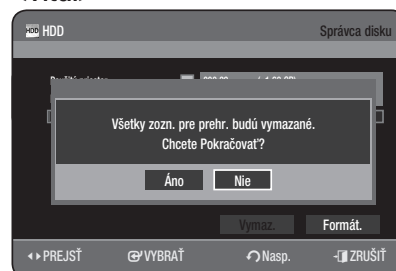 HDD HDD Správca disku
Všetky zozn. pre prehr. budú vymazané.
Chcete Pokračovať?
Áno Nie
Vymaz. Formát.
PREJSŤ VYBRAŤ Nasp. ZRUŠIŤ